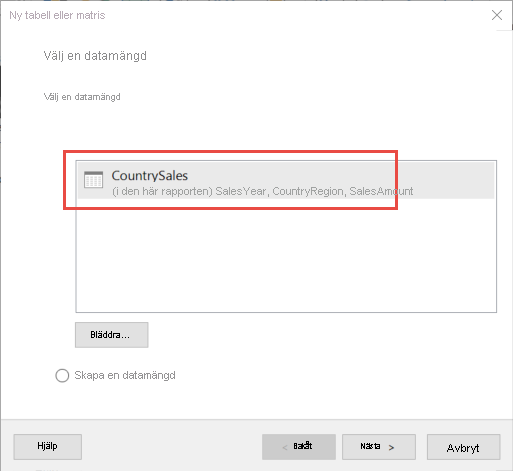 Ny tabell eller matris
Välj en datamängd
Välj en datamängd
CountrySales
(i den här rapporten) SalesYear, CountryRegion, SalesAmount
Bläddra...
Skapa en datamängd
Hjälp
< Bakåt
Nästa >
Avbryt